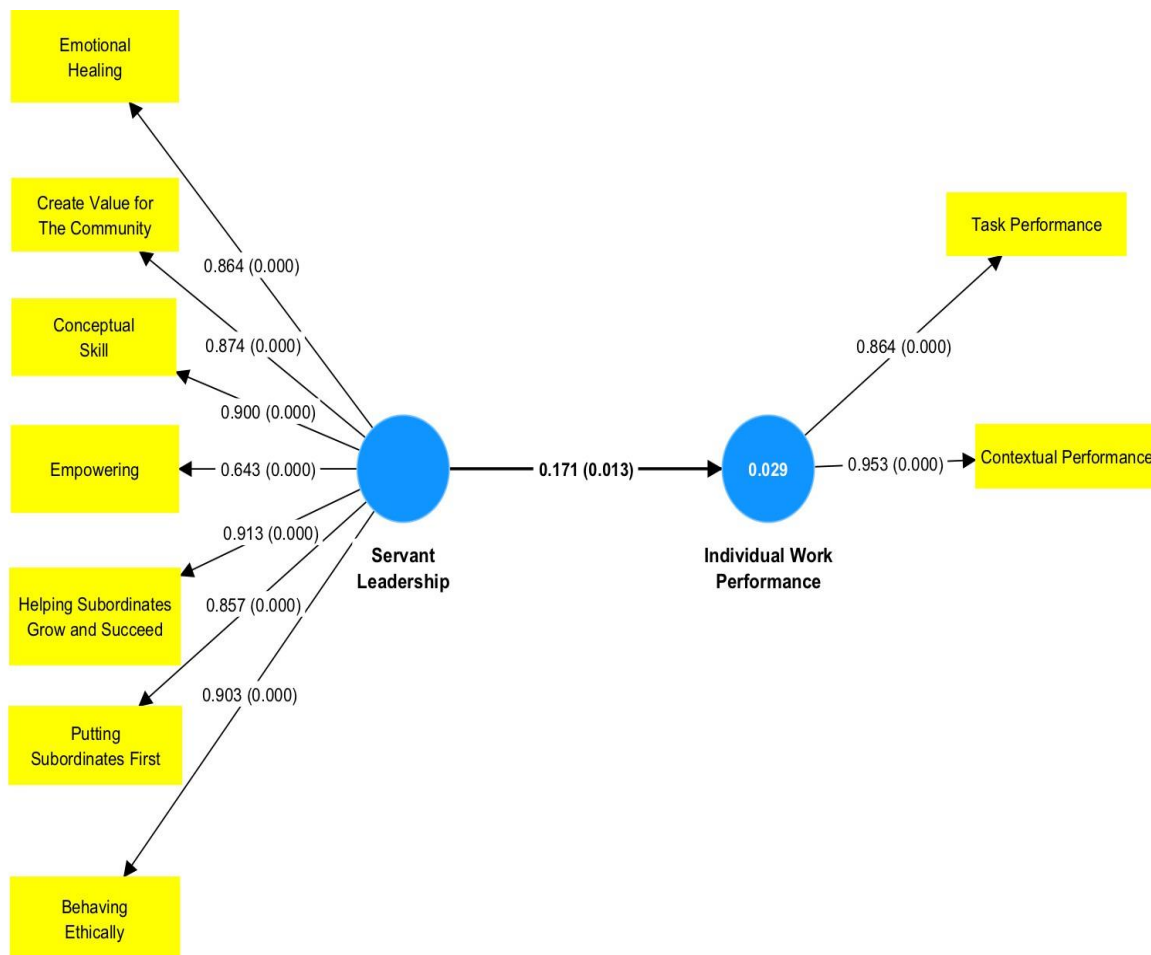 Emotional
Healing
Create Value for
The Community
Conceptual
Skill
Empowering
Helping Subordinates
Grow and Succeed
Putting
Subordinates First
Behaving
Ethically
0.864 (0.000)
0.874 (0.000)
0.900 (0.000)
0.643 (0.000)
0.913 (0.000)
0.857 (0.000)
0.903 (0.000)
Servant
Leadership
0.171 (0.013)
0.029
Individual Work
Performance
0.864 (0.000)
0.953 (0.000)
Task Performance
Contextual Performance